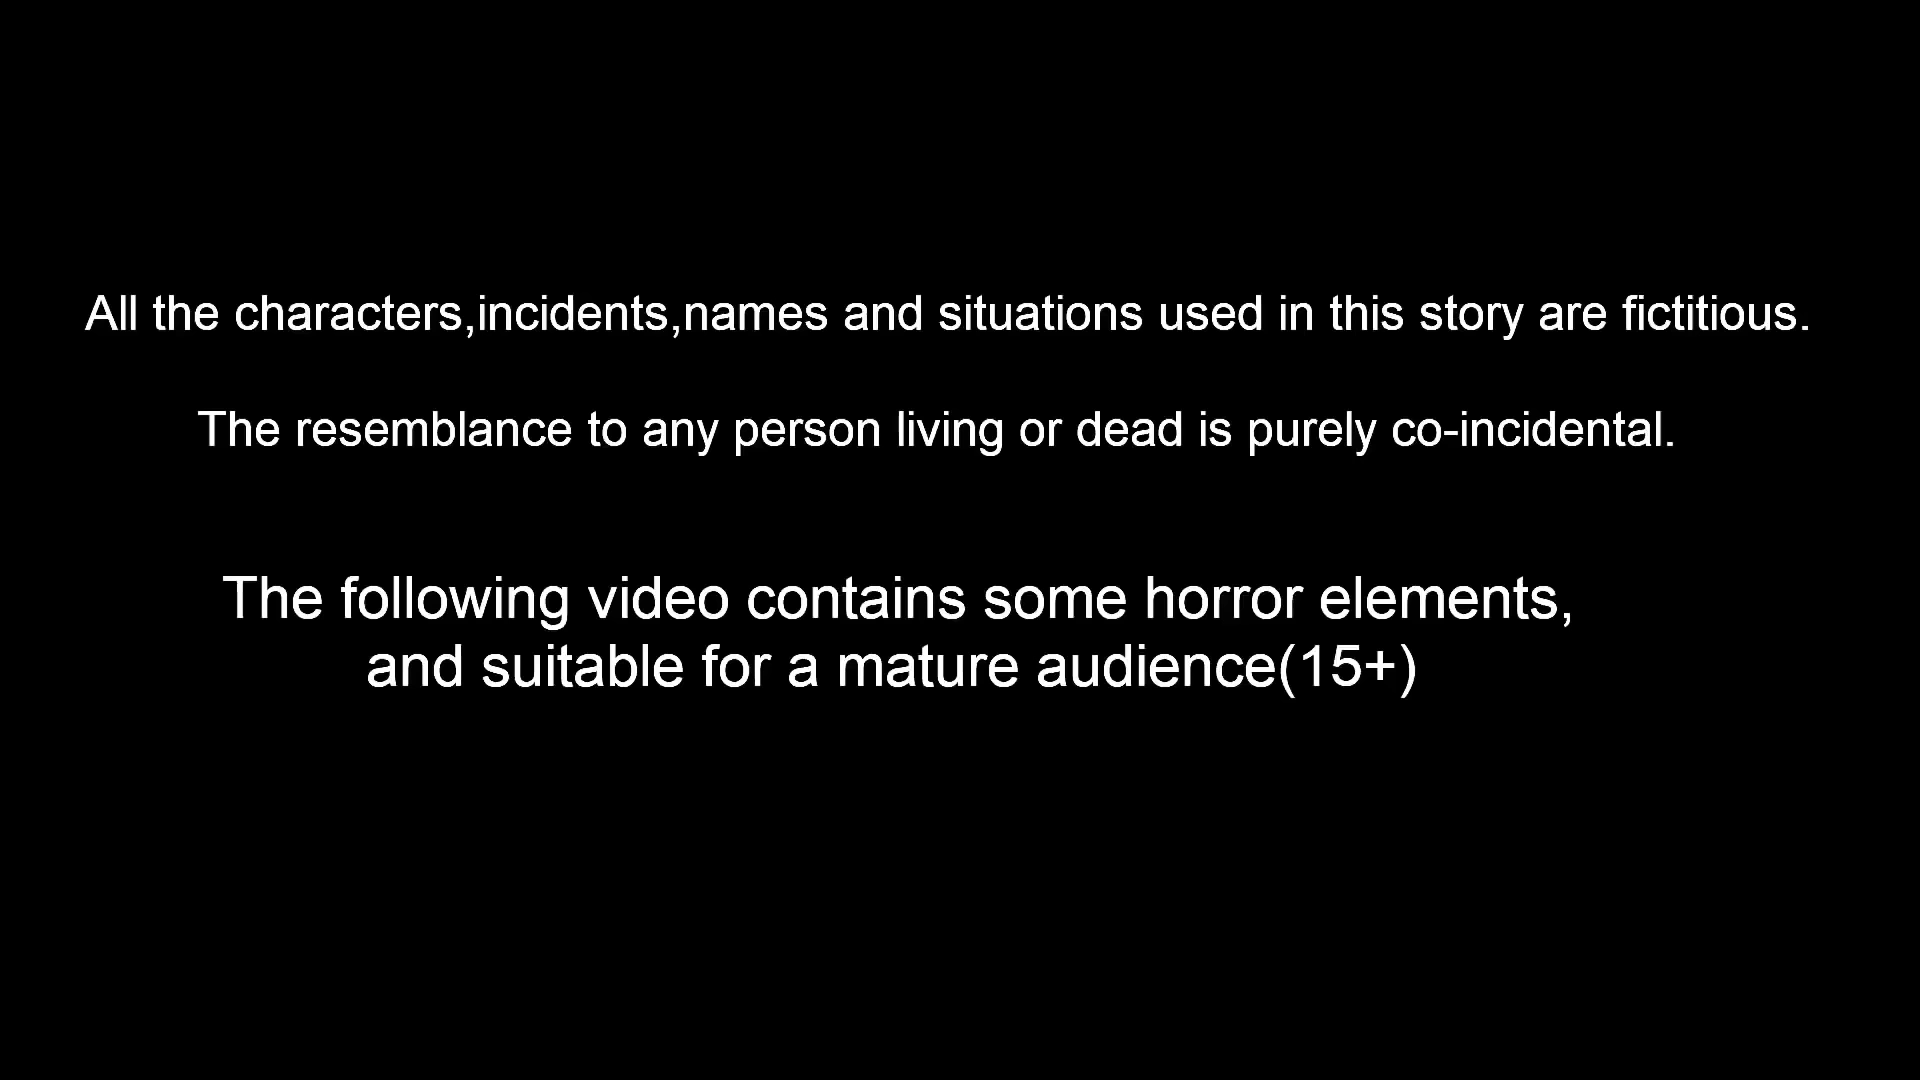 All the characters,incidents,names and situations used in this story are fictitious.
The resemblance to any person living or dead is purely co-incidental.
The following video contains some horror elements,
and suitable for a mature audience(15+)